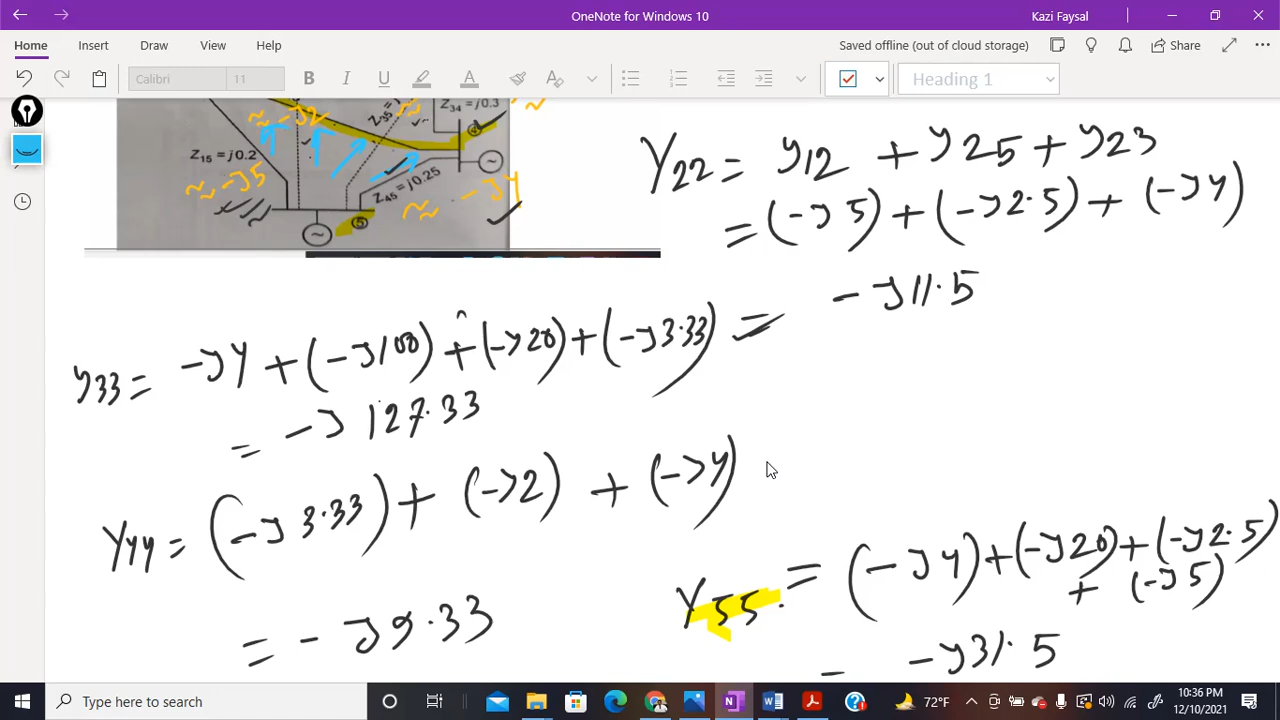 OneNote for Windows 10
Kazi Faysal
Home Insert Draw View Help
Saved offline (out of cloud storage)
Share
Calibri 11
B I U A
Heading 1
Z34 = j0.3
≈ -j2
Z35 =
Z15 = j0.2
≈ -j5
Z45 = j0.25
≈ -j4
5
Y22 = y12 + y25 + y23
= (-j5) + (-j2.5) + (-j4)
-j11.5
y33 = -j4 + (-j100) + (-j20) + (-j3.33) =
= -j127.33
Y44 = (-j3.33) + (-j2) + (-j4)
= -j9.33
Y55 = (-j4) + (-j20) + (-j2.5)
+ (-j5)
= -j31.5
Type here to search
72°F
10:36 PM
12/10/2021